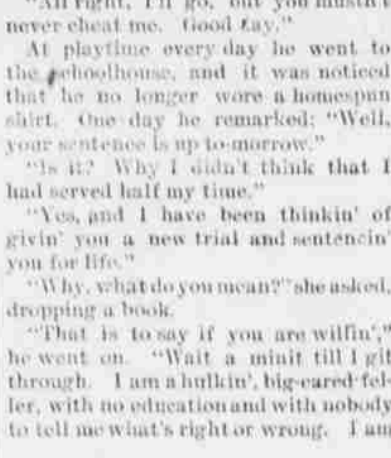 "All right, I'll go, but you mustn't
never cheat me. Good day."
At playtime every day he went to
the schoolhouse, and it was noticed
that he no longer wore a homespun
shirt. One day he remarked: "Well,
your sentence is up to-morrow."
"Is it? Why I didn't think that I
had served half my time."
"Yes, and I have been thinkin' of
givin' you a new trial and sentencin'
you for life."
"Why, what do you mean?" she asked,
dropping a book.
"That is to say if you are willin',"
he went on. "Wait a minit till I git
through. I am a hulkin', big-eared fel-
ler, with no education and with nobody
to tell me what's right or wrong. I am